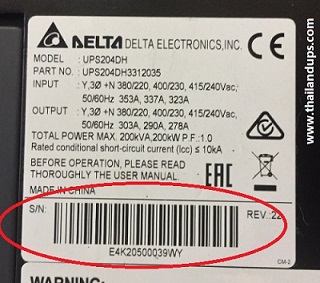 DELTA DELTA ELECTRONICS,INC. CE
MODEL : UPS204DH
PART NO. : UPS204DH3312035
INPUT : Y,3Ø +N 380/220, 400/230, 415/240Vac,
50/60Hz 353A, 337A, 323A
OUTPUT : Y,3Ø +N 380/220, 400/230, 415/240Vac,
50/60Hz 303A, 290A, 278A
TOTAL POWER MAX. 200kVA,200kW P.F.:1.0
Rated conditional short-circuit current (Icc) ≤ 10kA
BEFORE OPERATION, PLEASE READ
THOROUGHLY THE USER MANUAL.
EAC
MADE IN CHINA
S/N: REV.:22
E4K20500039WY
CM-2
WARNING:
www.thailandups.com